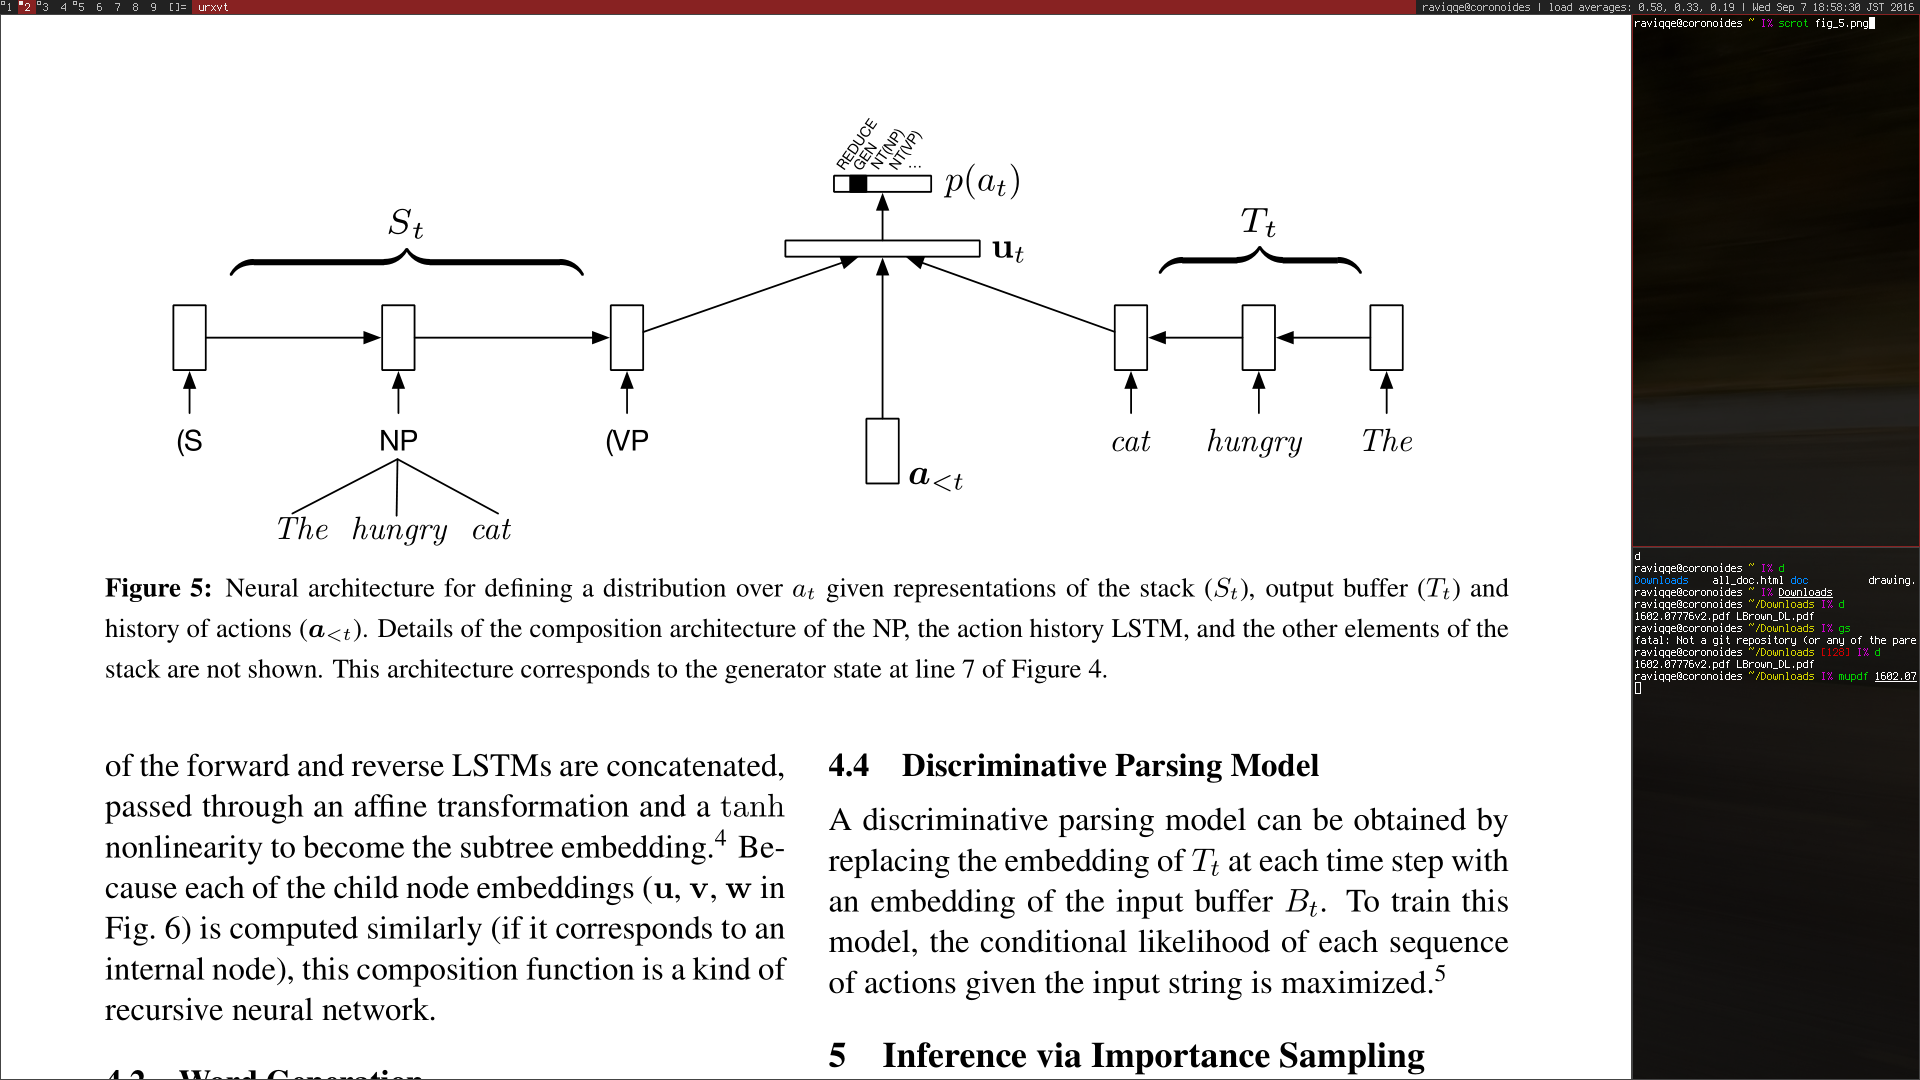 1 2 3 4 5 6 7 8 9 []= urxvt
raviqqe@coronoides | load averages: 0.58, 0.33, 0.19 | Wed Sep 7 18:58:30 JST 2016
REDUCE
GEN
NT(NP)
NT(VP)
...
p(a_t)
S_t
T_t
u_t
(S NP (VP
a_{<t}
cat hungry The
The hungry cat
Figure 5: Neural architecture for defining a distribution over a_t given representations of the stack (S_t), output buffer (T_t) and
history of actions (a_{<t}). Details of the composition architecture of the NP, the action history LSTM, and the other elements of the
stack are not shown. This architecture corresponds to the generator state at line 7 of Figure 4.
of the forward and reverse LSTMs are concatenated,
passed through an affine transformation and a tanh
nonlinearity to become the subtree embedding.4 Be-
cause each of the child node embeddings (u, v, w in
Fig. 6) is computed similarly (if it corresponds to an
internal node), this composition function is a kind of
recursive neural network.
4.2 Word Generation
4.4 Discriminative Parsing Model
A discriminative parsing model can be obtained by
replacing the embedding of T_t at each time step with
an embedding of the input buffer B_t. To train this
model, the conditional likelihood of each sequence
of actions given the input string is maximized.5
5 Inference via Importance Sampling
raviqqe@coronoides ~ I% scrot fig_5.png
d
raviqqe@coronoides ~ I% d
Downloads all_doc.html doc drawing.
raviqqe@coronoides ~ I% Downloads
raviqqe@coronoides ~/Downloads I% d
1602.07776v2.pdf LBrown_DL.pdf
raviqqe@coronoides ~/Downloads I% gs
fatal: Not a git repository (or any of the pare
raviqqe@coronoides ~/Downloads [128] I% d
1602.07776v2.pdf LBrown_DL.pdf
raviqqe@coronoides ~/Downloads I% mupdf 1602.07